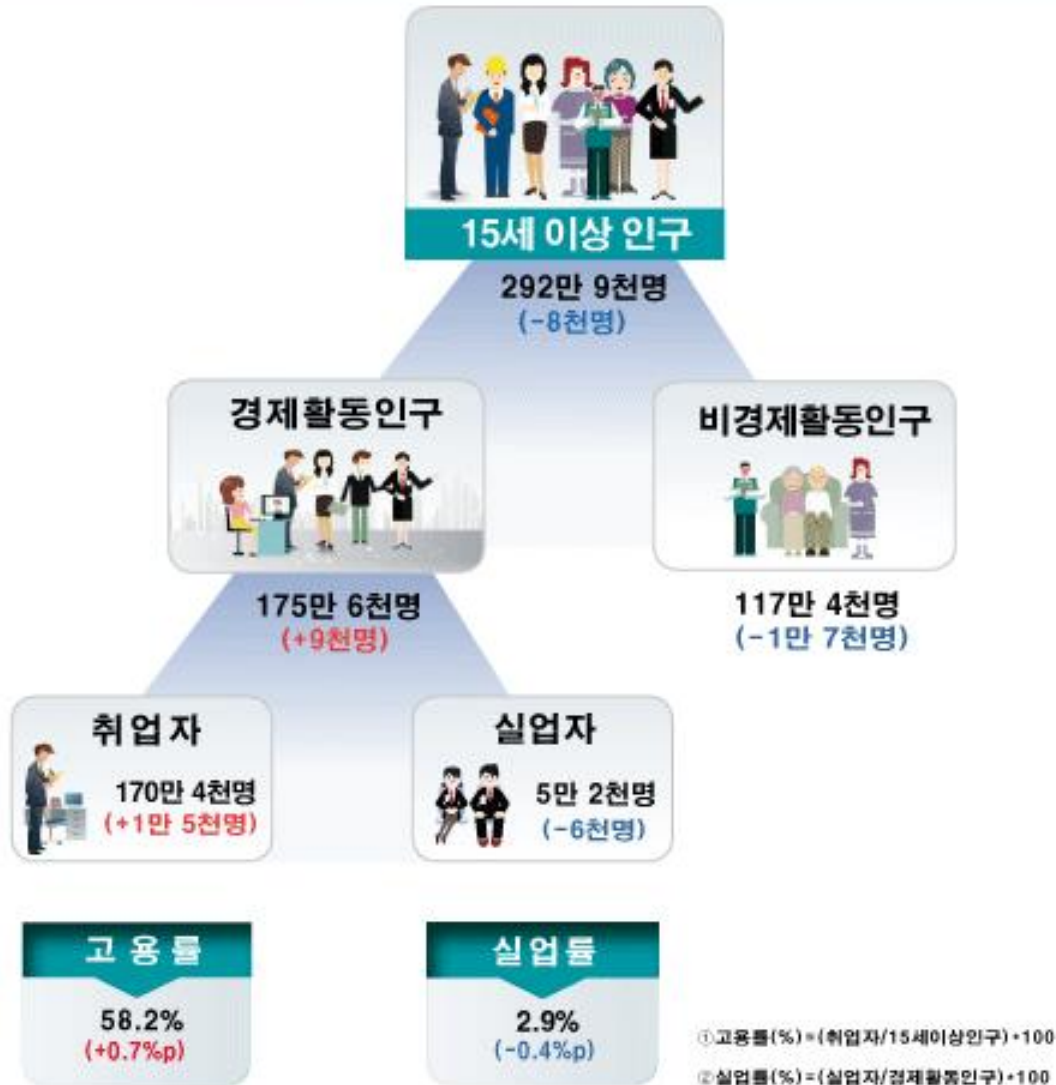 15세 이상 인구
292만 9천명
(-8천명)
경제활동인구
175만 6천명
(+9천명)
비경제활동인구
117만 4천명
(-1만 7천명)
취업자
170만 4천명
(+1만 5천명)
실업자
5만 2천명
(-6천명)
고 용 률
58.2%
(+0.7%p)
실업률
2.9%
(-0.4%p)
①고용률(%)=(취업자/15세이상인구)*100
②실업률(%)=(실업자/경제활동인구)*100